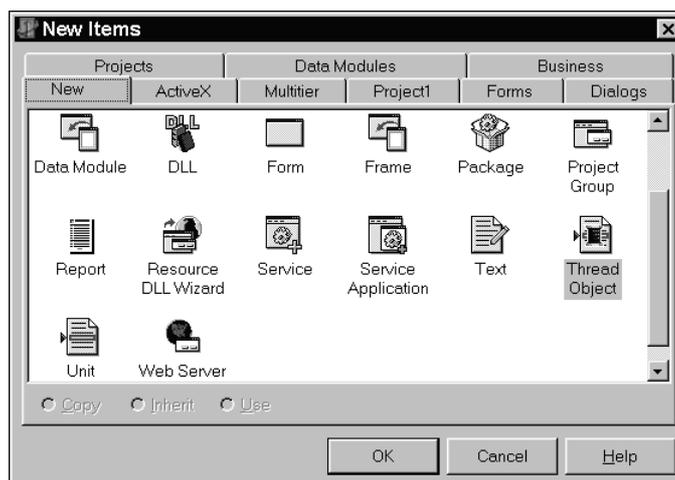 New Items
Projects Data Modules Business
New ActiveX Multitier Project1 Forms Dialogs
DLL
Data Module DLL Form Frame Package Project
Group
Report Resource Service Service Text Thread
DLL Wizard Application Object
Unit Web Server
Copy Inherit Use
OK Cancel Help